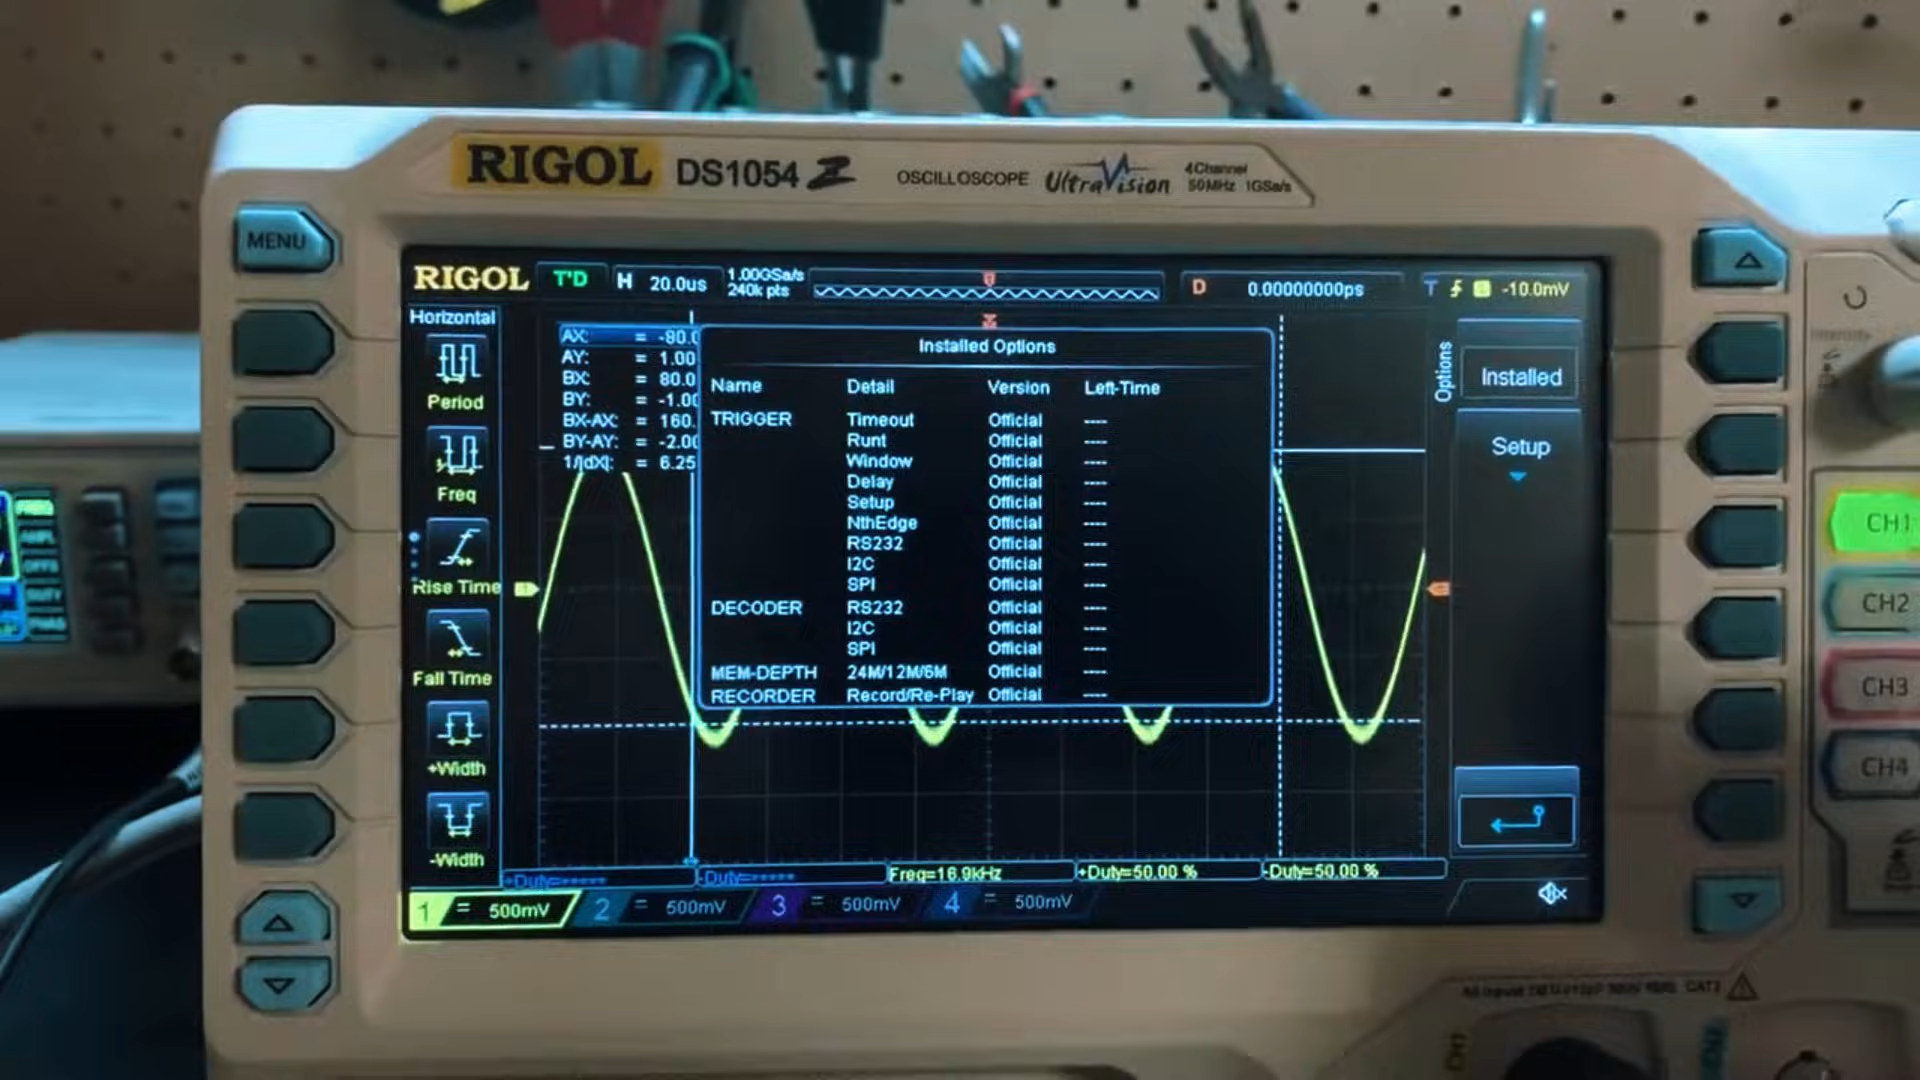 RIGOL DS1054 Z OSCILLOSCOPE UltraVision 4Channel 50MHz 1GSa/s
MENU
RIGOL T'D H 20.0us 1.00GSa/s 240k pts D 0.00000000ps T -10.0mV
Horizontal
Period
Freq
Rise Time
Fall Time
+Width
-Width
AX: = -80.0
AY: = 1.00
BX: = 80.0
BY: = -1.00
BX-AX: = 160.
BY-AY: = -2.00
1/|dX|: = 6.25
Installed Options
Name Detail Version Left-Time
TRIGGER Timeout Official ----
Runt Official ----
Window Official ----
Delay Official ----
Setup Official ----
NthEdge Official ----
RS232 Official ----
I2C Official ----
SPI Official ----
DECODER RS232 Official ----
I2C Official ----
SPI Official ----
MEM-DEPTH 24M/12M/6M Official ----
RECORDER Record/Re-Play Official ----
Options
Installed
Setup
+Duty=***** -Duty=***** Freq=16.9kHz +Duty=50.00 % -Duty=50.00 %
1 = 500mV 2 = 500mV 3 = 500mV 4 = 500mV
CH1
CH2
CH3
CH4